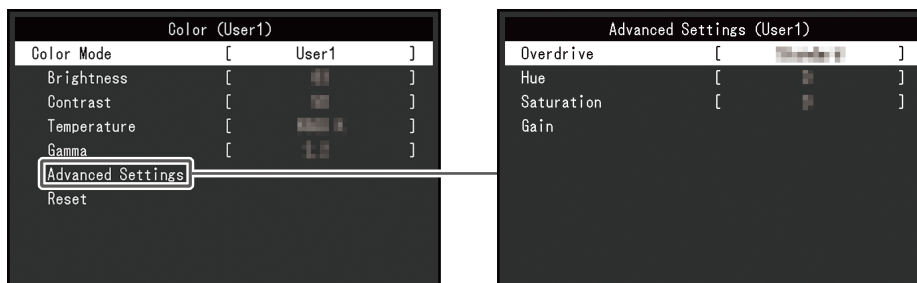 Color (User1)
Color Mode [ User1 ]
Brightness [ ]
Contrast [ ]
Temperature [ ]
Gamma [ ]
Advanced Settings
Reset
Advanced Settings (User1)
Overdrive [ ]
Hue [ ]
Saturation [ ]
Gain